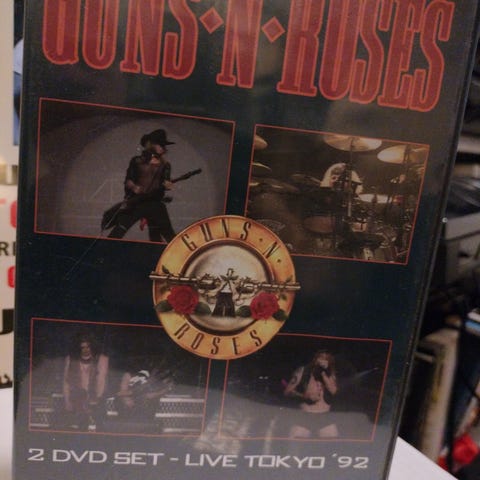 GUNS·N·ROSES
GUNS·N·
ROSES
2 DVD SET - LIVE TOKYO '92